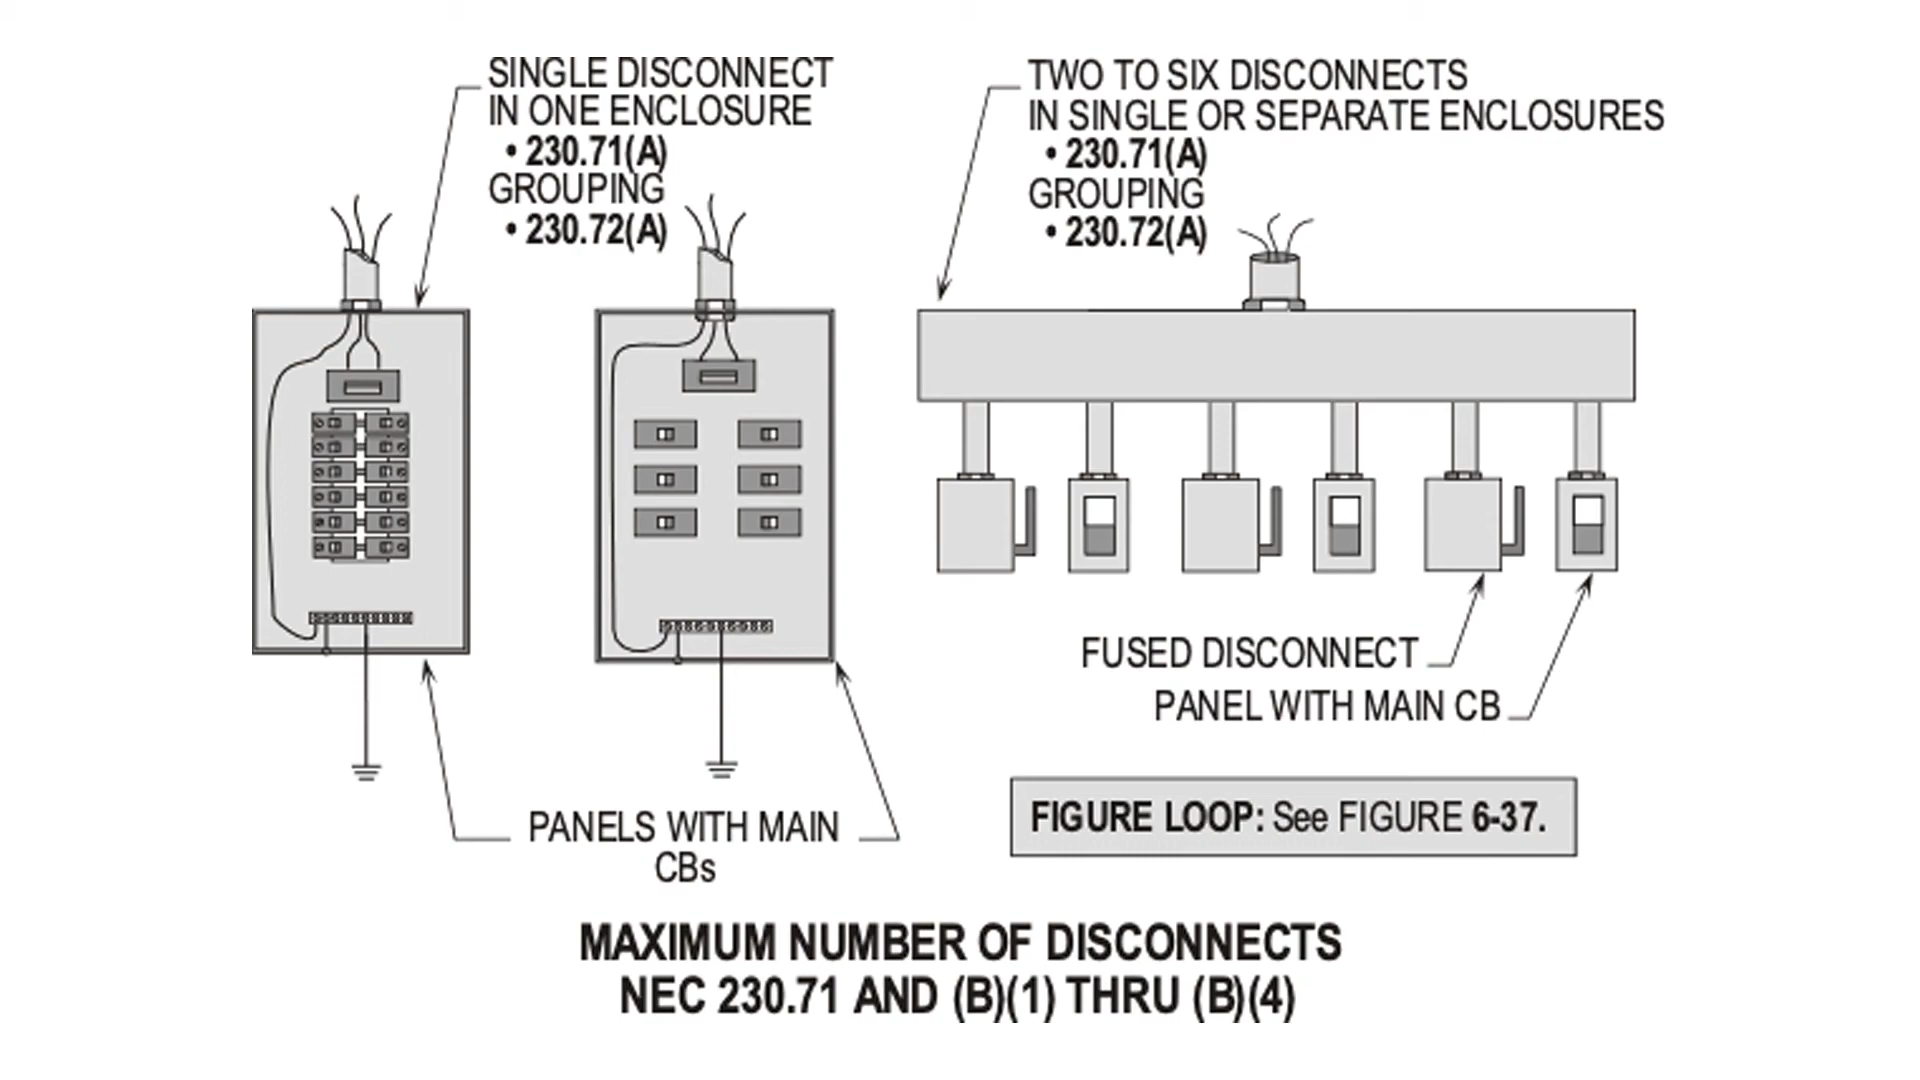 SINGLE DISCONNECT
IN ONE ENCLOSURE
• 230.71(A)
GROUPING
• 230.72(A)
TWO TO SIX DISCONNECTS
IN SINGLE OR SEPARATE ENCLOSURES
• 230.71(A)
GROUPING
• 230.72(A)
FUSED DISCONNECT
PANEL WITH MAIN CB
PANELS WITH MAIN
CBs
FIGURE LOOP: See FIGURE 6-37.
MAXIMUM NUMBER OF DISCONNECTS
NEC 230.71 AND (B)(1) THRU (B)(4)